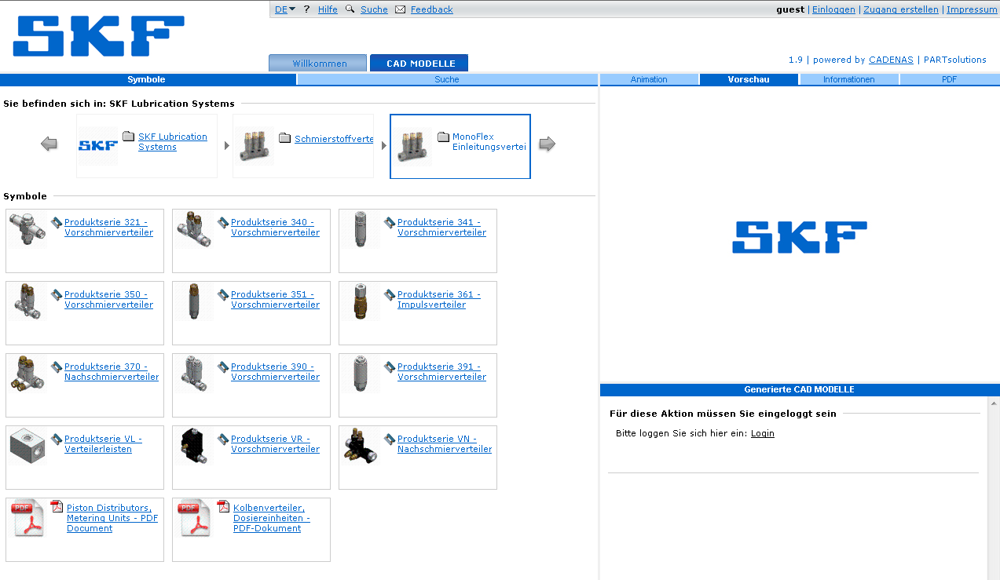 SKF
DE ? Hilfe Suche Feedback
guest | Einloggen | Zugang erstellen | Impressum
Willkommen CAD MODELLE
1.9 | powered by CADENAS | PARTsolutions
Symbole Suche
Animation Vorschau Informationen PDF
Sie befinden sich in: SKF Lubrication Systems
SKF
SKF Lubrication
Systems
Schmierstoffverte
MonoFlex
Einleitungsvertei
Symbole
Produktserie 321 -
Vorschmierverteiler
Produktserie 340 -
Vorschmierverteiler
Produktserie 341 -
Vorschmierverteiler
Produktserie 350 -
Vorschmierverteiler
Produktserie 351 -
Vorschmierverteiler
Produktserie 361 -
Impulsverteiler
Produktserie 370 -
Nachschmierverteiler
Produktserie 390 -
Vorschmierverteiler
Produktserie 391 -
Vorschmierverteiler
Produktserie VL -
Verteilerleisten
Produktserie VR -
Vorschmierverteiler
Produktserie VN -
Nachschmierverteiler
PDF
Piston Distributors,
Metering Units - PDF
Document
PDF
Kolbenverteiler,
Dosiereinheiten -
PDF-Dokument
SKF
Generierte CAD MODELLE
Für diese Aktion müssen Sie eingeloggt sein
Bitte loggen Sie sich hier ein: Login